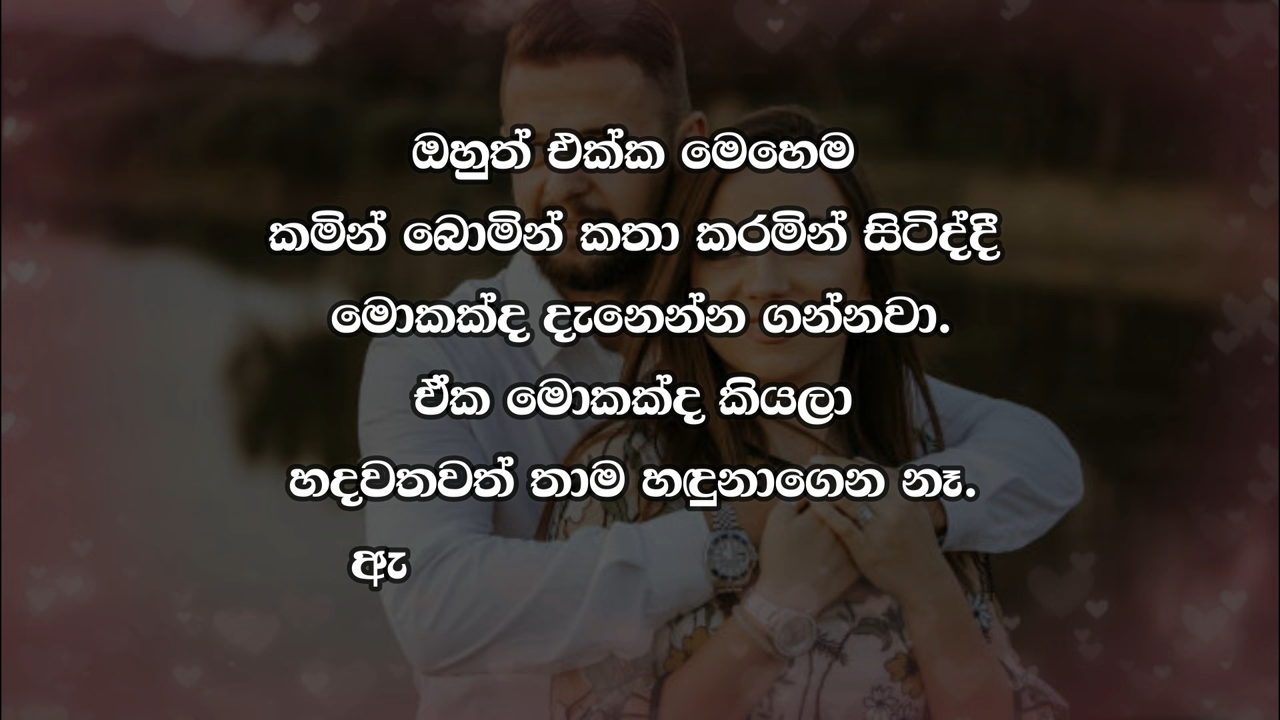 ඔහුත් එක්ක මෙහෙම
කමින් බොමින් කතා කරමින් සිටිද්දී
මොකක්ද දැනෙන්න ගන්නවා.
ඒක මොකක්ද කියලා
හදවතවත් තාම හඳුනාගෙන නෑ.
ඇ